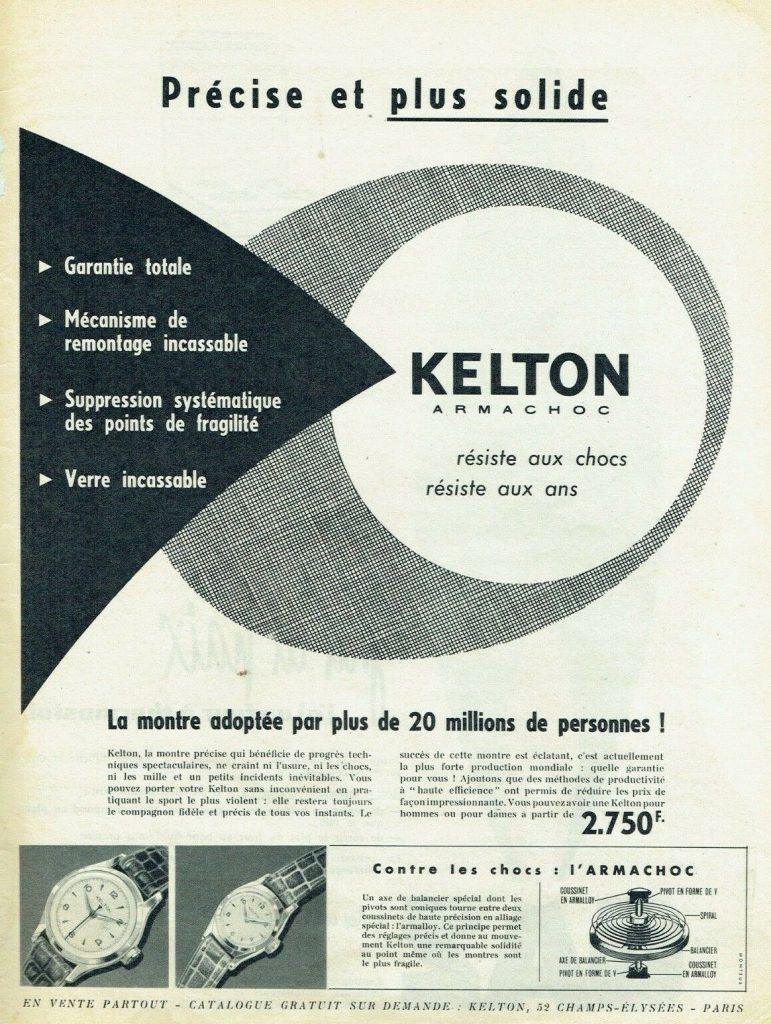 Précise et plus solide
► Garantie totale
► Mécanisme de
remontage incassable
► Suppression systématique
des points de fragilité
► Verre incassable
KELTON
ARMACHOC
résiste aux chocs
résiste aux ans
La montre adoptée par plus de 20 millions de personnes !
Kelton, la montre précise qui bénéficie de progrès tech-
niques spectaculaires, ne craint ni l'usure, ni les chocs,
ni les mille et un petits incidents inévitables. Vous
pouvez porter votre Kelton sans inconvénient en pra-
tiquant le sport le plus violent : elle restera toujours
le compagnon fidèle et précis de tous vos instants. Le
succès de cette montre est éclatant, c'est actuellement
la plus forte production mondiale : quelle garantie
pour vous ! Ajoutons que des méthodes de productivité
à "haute efficience" ont permis de réduire les prix de
façon impressionnante. Vous pouvez avoir une Kelton pour
hommes ou pour dames à partir de 2.750F.
Contre les chocs : l'ARMACHOC
Un axe de balancier spécial dont les
pivots sont coniques tourne entre deux
coussinets de haute précision en alliage
spécial : l'armalloy. Ce principe permet
des réglages précis et donne au mouve-
ment Kelton une remarquable solidité
au point même où les montres sont
le plus fragile.
COUSSINET
EN ARMALLOY
PIVOT EN FORME DE V
SPIRAL
BALANCIER
AXE DE BALANCIER
PIVOT EN FORME DE V
COUSSINET
EN ARMALLOY
EN VENTE PARTOUT - CATALOGUE GRATUIT SUR DEMANDE : KELTON, 52 CHAMPS-ÉLYSÉES - PARIS